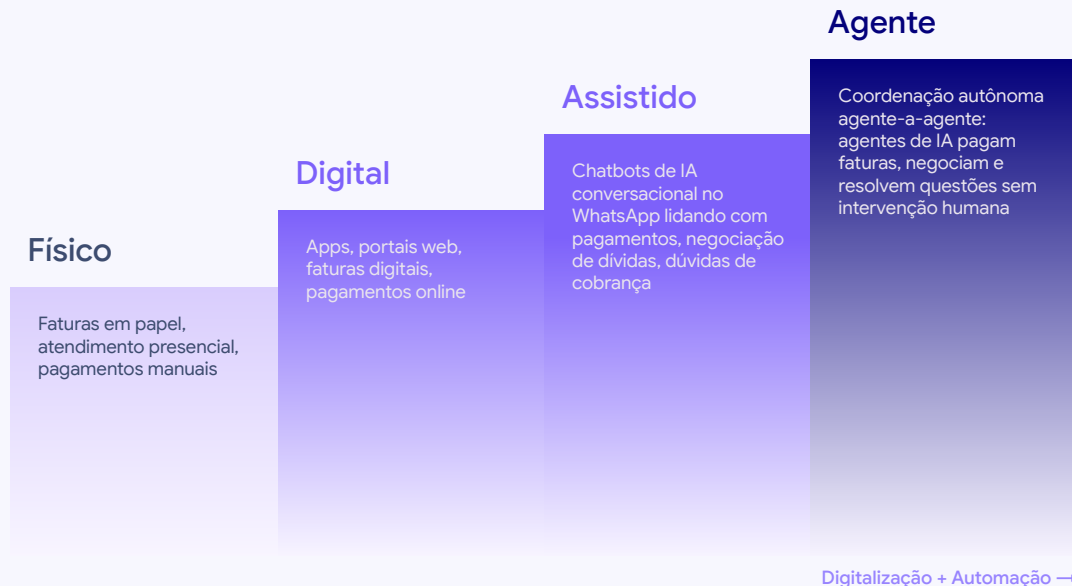 Físico
Faturas em papel,
atendimento presencial,
pagamentos manuais
Digital
Apps, portais web,
faturas digitais,
pagamentos online
Assistido
Chatbots de IA
conversacional no
WhatsApp lidando com
pagamentos, negociação
de dívidas, dúvidas de
cobrança
Agente
Coordenação autônoma
agente-a-agente:
agentes de IA pagam
faturas, negociam e
resolvem questões sem
intervenção humana
Digitalização + Automação